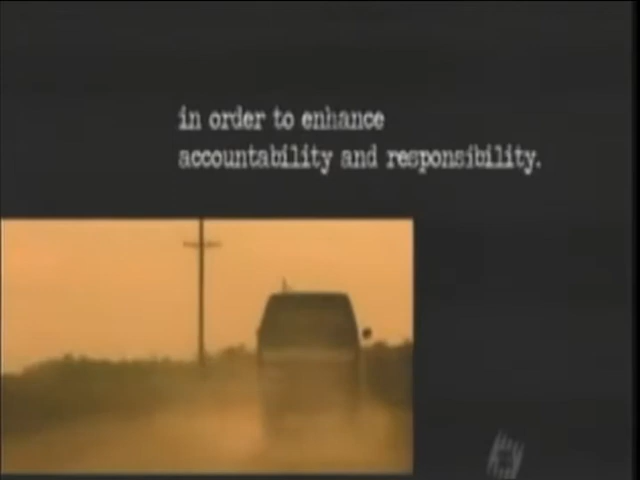 in order to enhance
accountability and responsibility.